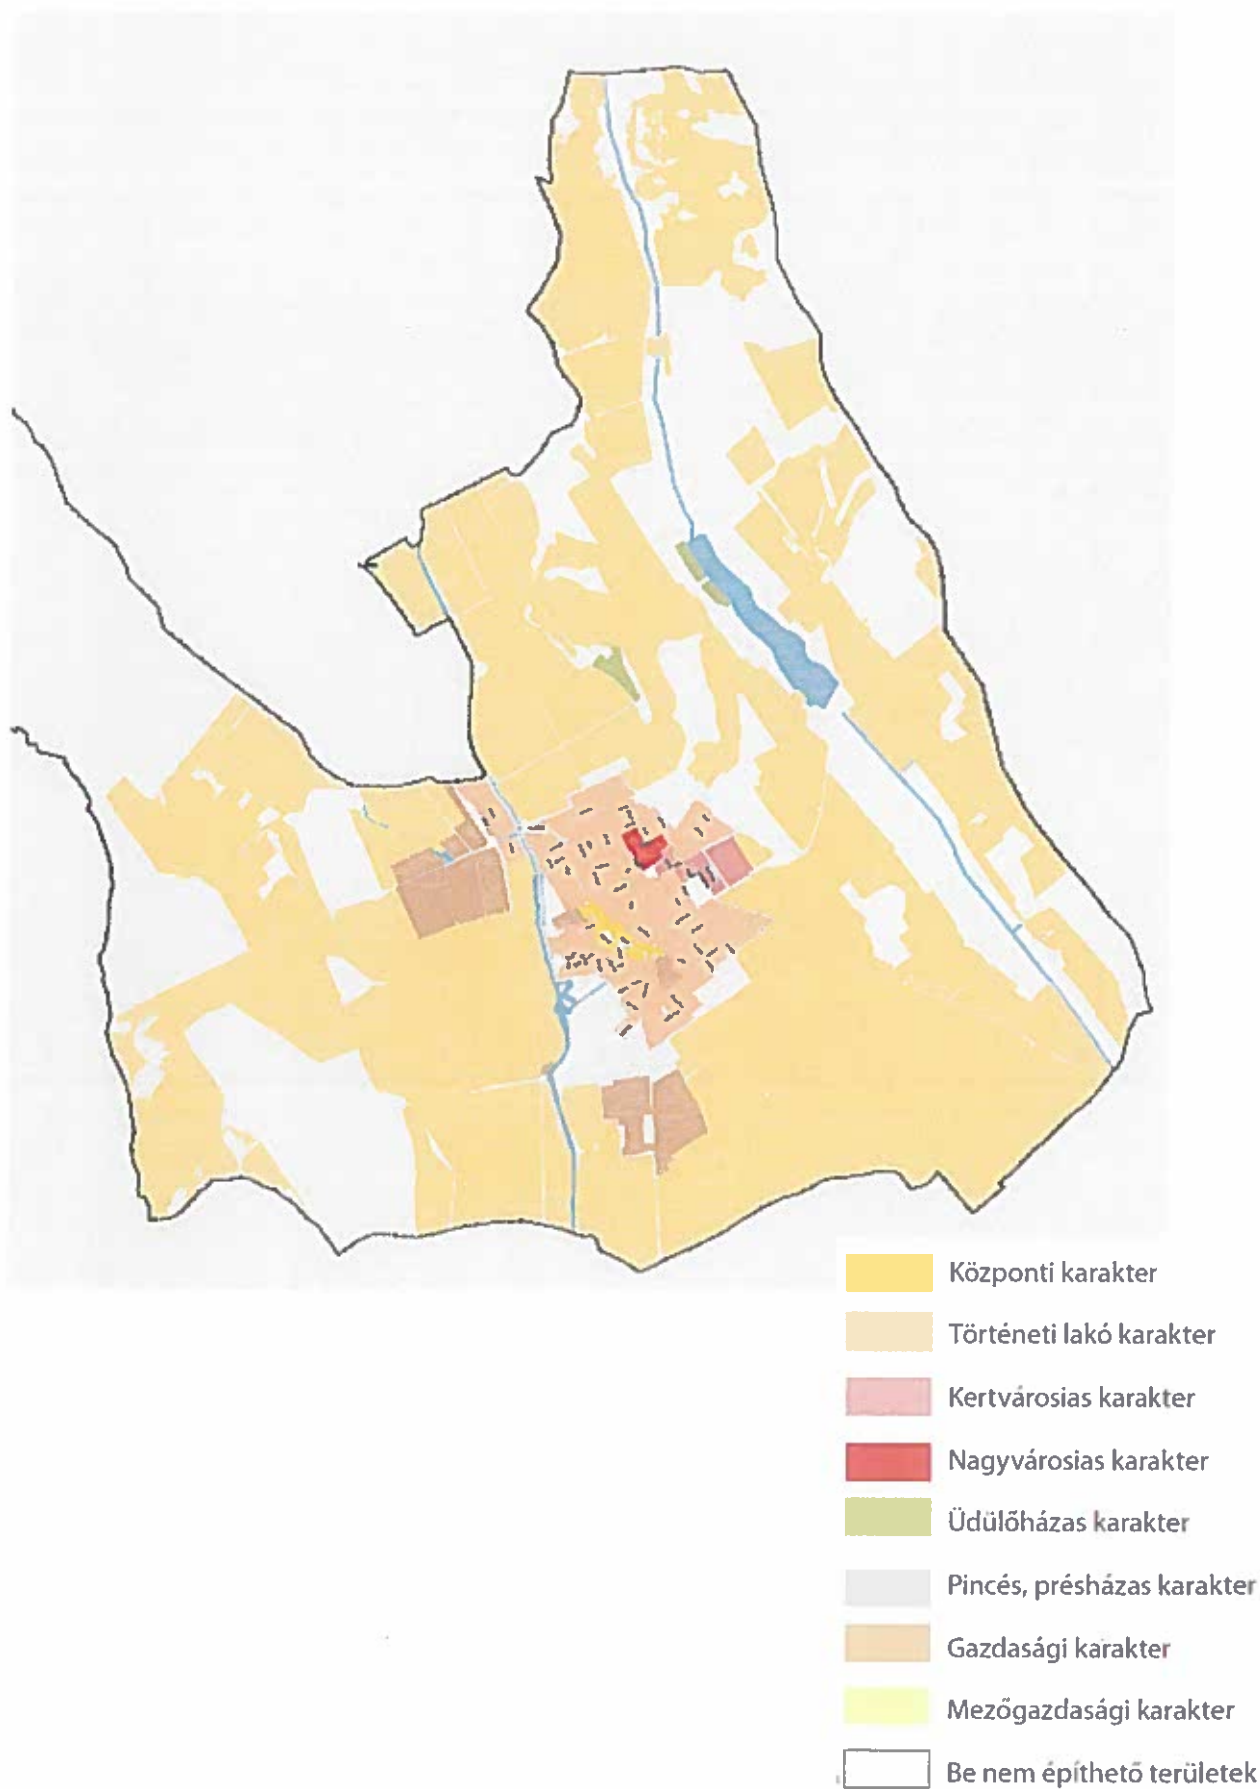 Központi karakter
Történeti lakó karakter
Kertvárosias karakter
Nagyvárosias karakter
Üdülőházas karakter
Pincés, présházas karakter
Gazdasági karakter
Mezőgazdasági karakter
Be nem építhető területek